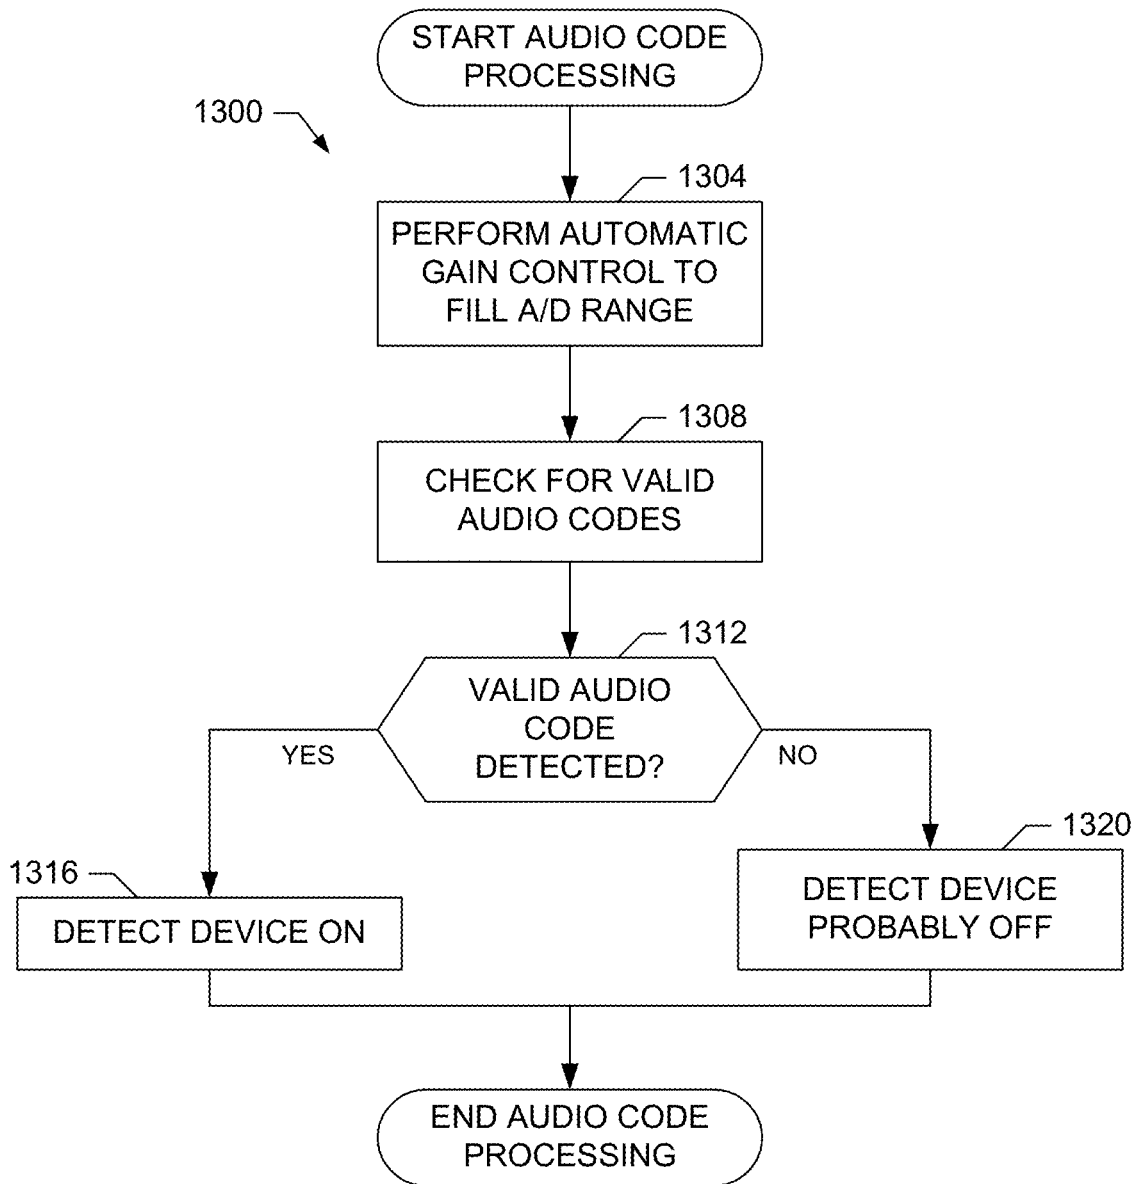 START AUDIO CODE
PROCESSING
1300
1304
PERFORM AUTOMATIC
GAIN CONTROL TO
FILL A/D RANGE
1308
CHECK FOR VALID
AUDIO CODES
1312
VALID AUDIO
CODE
DETECTED?
YES
NO
1316
DETECT DEVICE ON
1320
DETECT DEVICE
PROBABLY OFF
END AUDIO CODE
PROCESSING